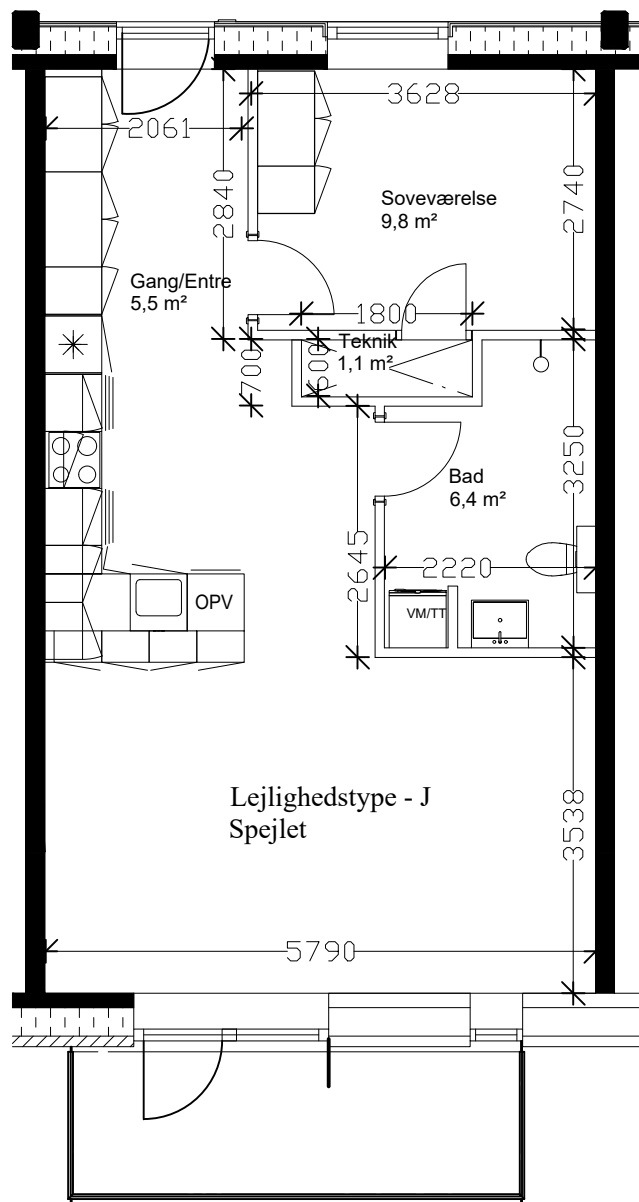 3628
2061
Soveværelse
9,8 m²
2840
2740
Gang/Entre
5,5 m²
1800
Teknik
1,1 m²
700
600
3250
Bad
6,4 m²
2645
2220
OPV
VM/TT
Lejlighedstype - J
Spejlet
3538
5790